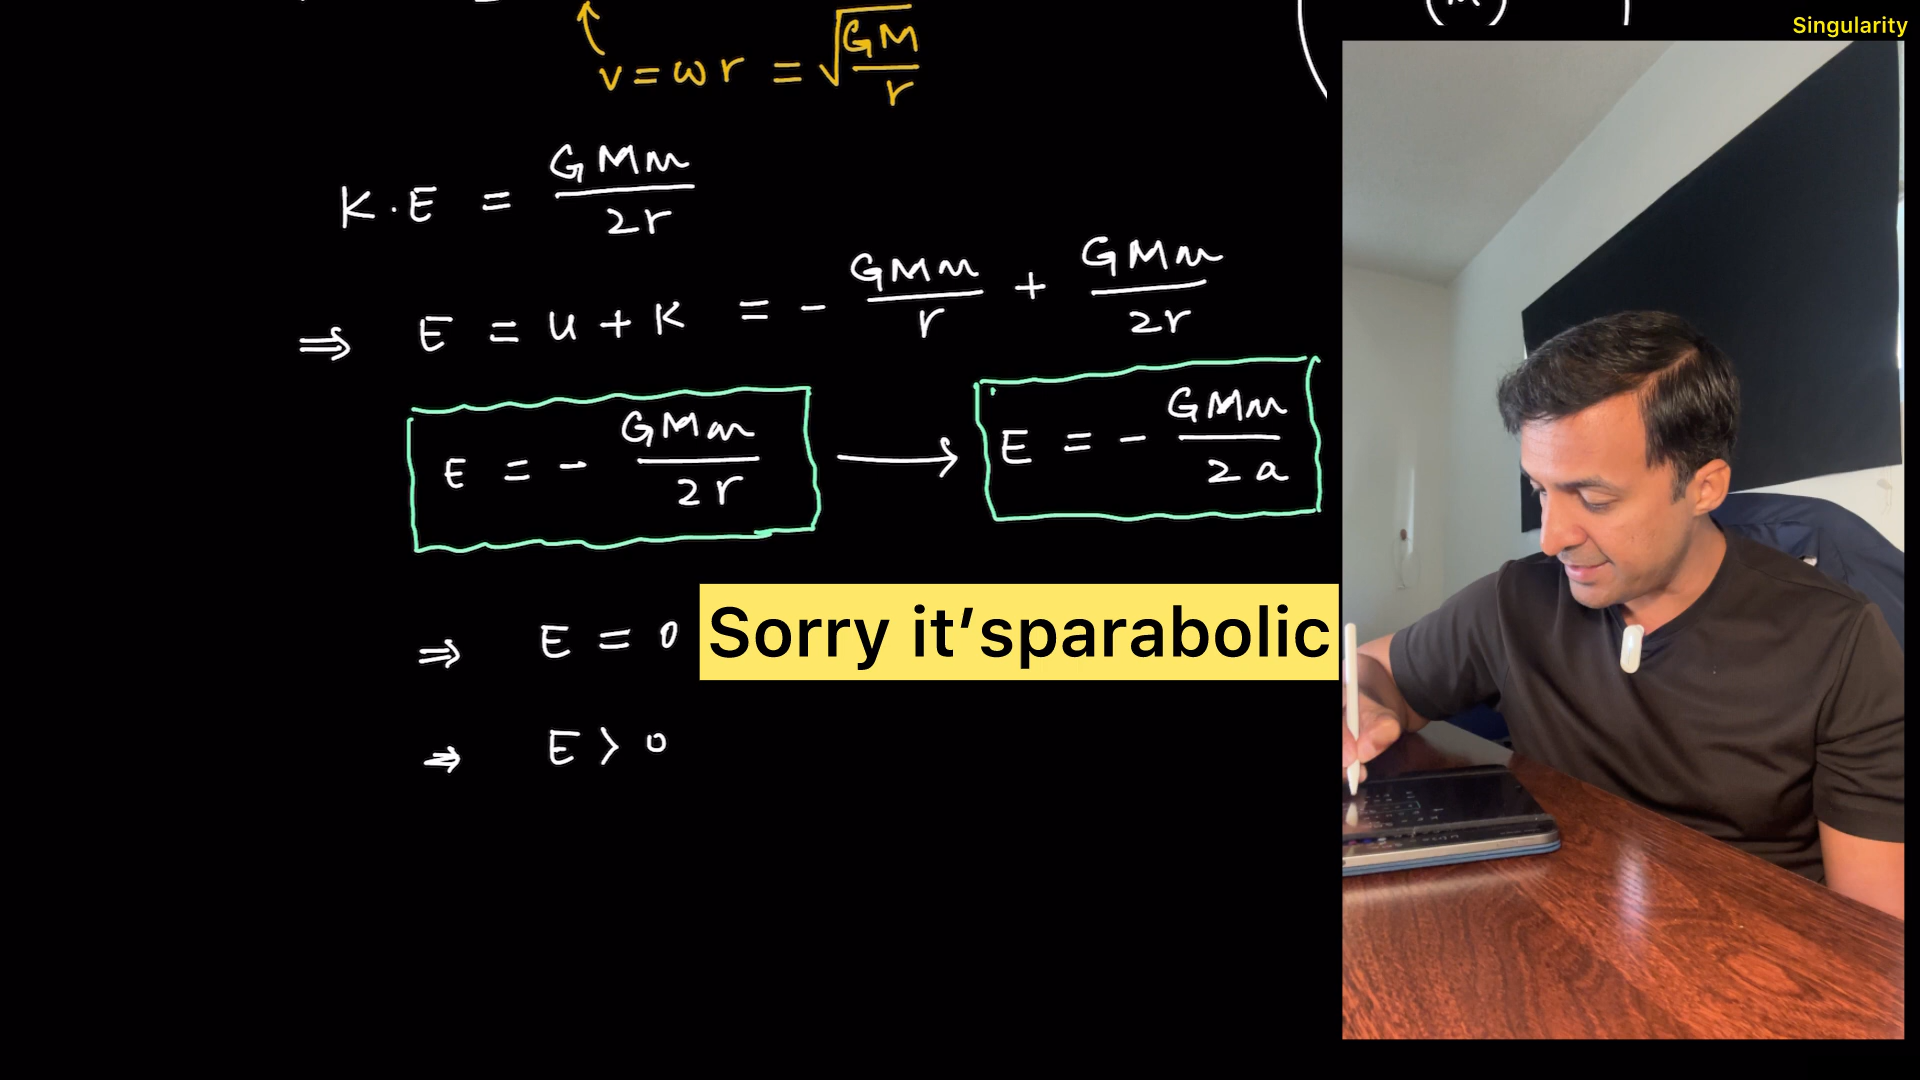 Singularity
(m)
v = ωr = √GM/r
K.E = GMm/2r
⇒ E = U + K = - GMm/r + GMm/2r
E = - GMm/2r → E = - GMm/2a
⇒ E = 0
Sorry it’sparabolic
⇒ E > 0